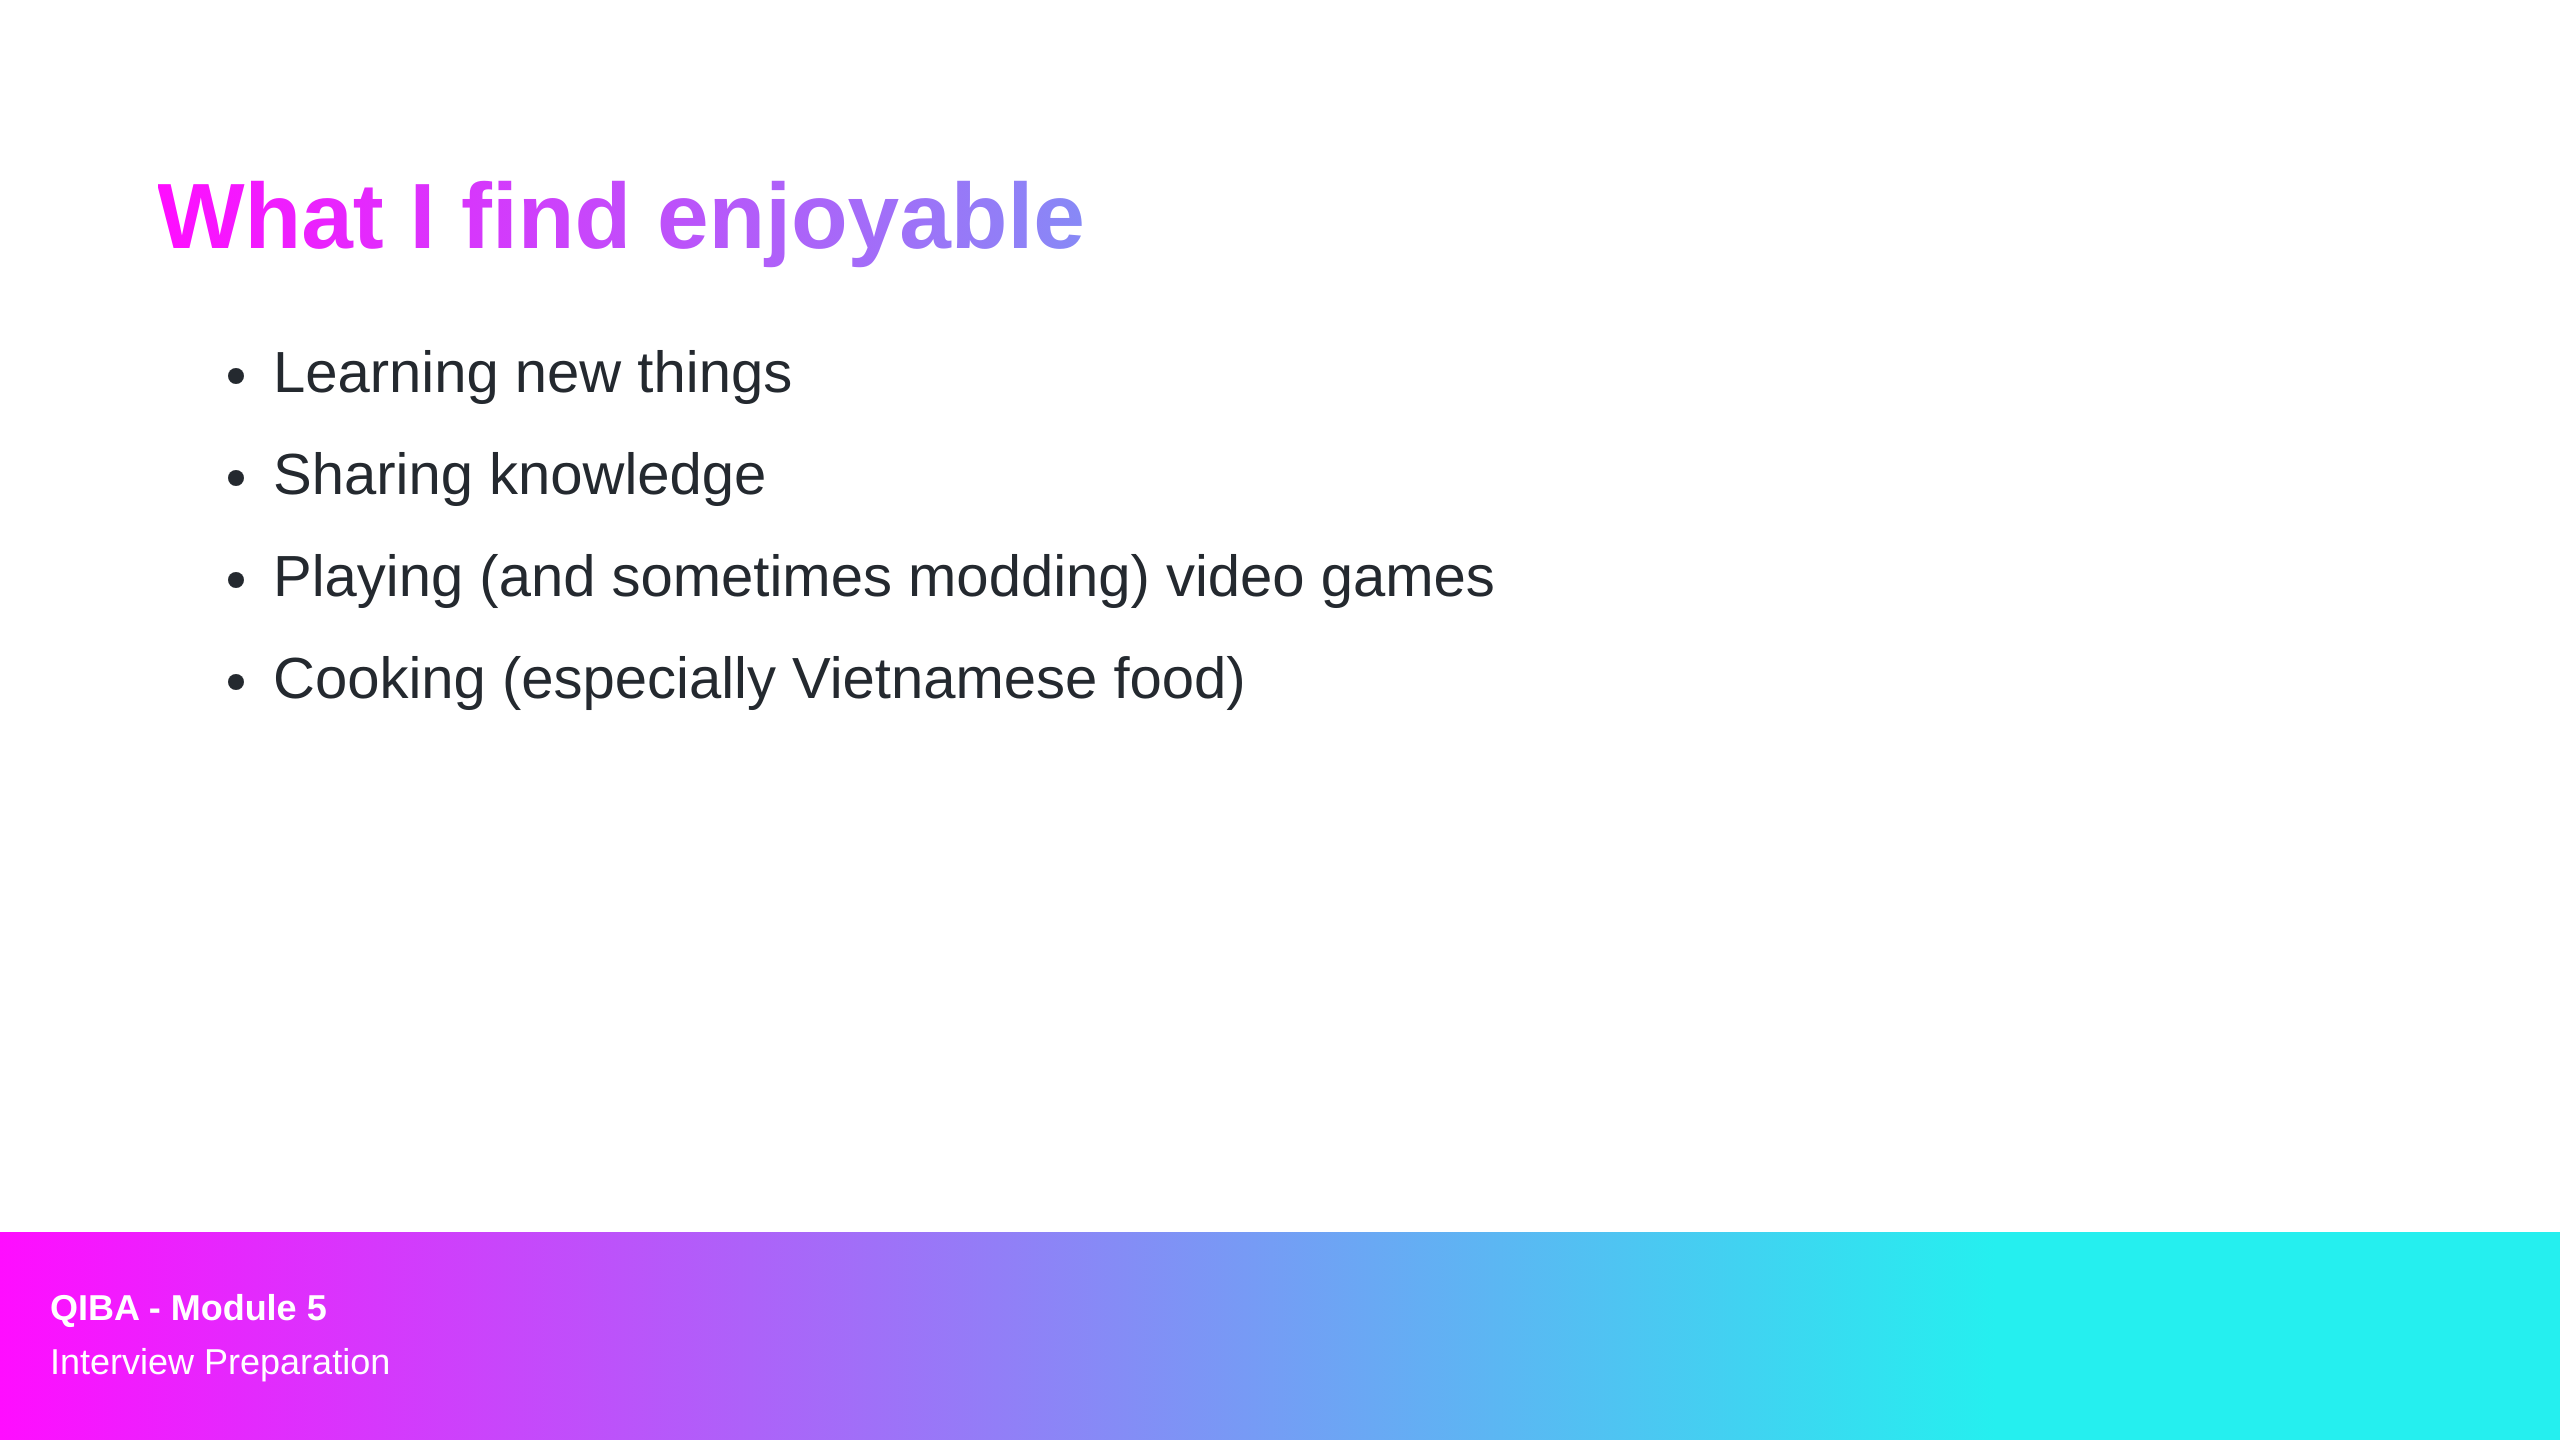 What I find enjoyable
• Learning new things
• Sharing knowledge
• Playing (and sometimes modding) video games
• Cooking (especially Vietnamese food)
QIBA - Module 5
Interview Preparation